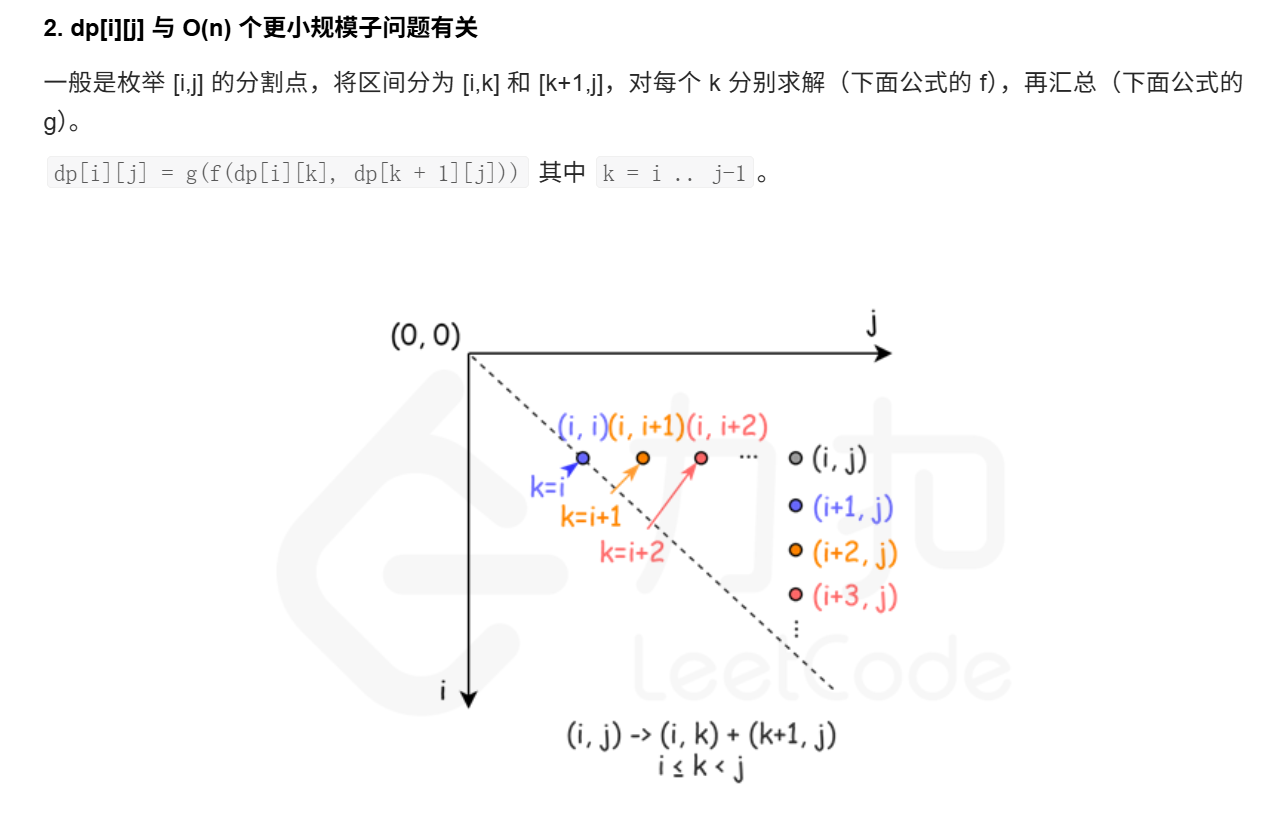 2. dp[i][j] 与 O(n) 个更小规模子问题有关
一般是枚举 [i,j] 的分割点，将区间分为 [i,k] 和 [k+1,j]，对每个 k 分别求解（下面公式的 f），再汇总（下面公式的
g）。
dp[i][j] = g(f(dp[i][k], dp[k + 1][j])) 其中 k = i .. j-1 。
j
(0, 0)
(i, i)(i, i+1)(i, i+2)
... (i, j)
k=i
(i+1, j)
k=i+1
k=i+2
(i+2, j)
(i+3, j)
...
力扣
LeetCode
i
(i, j) -> (i, k) + (k+1, j)
i ≤ k < j